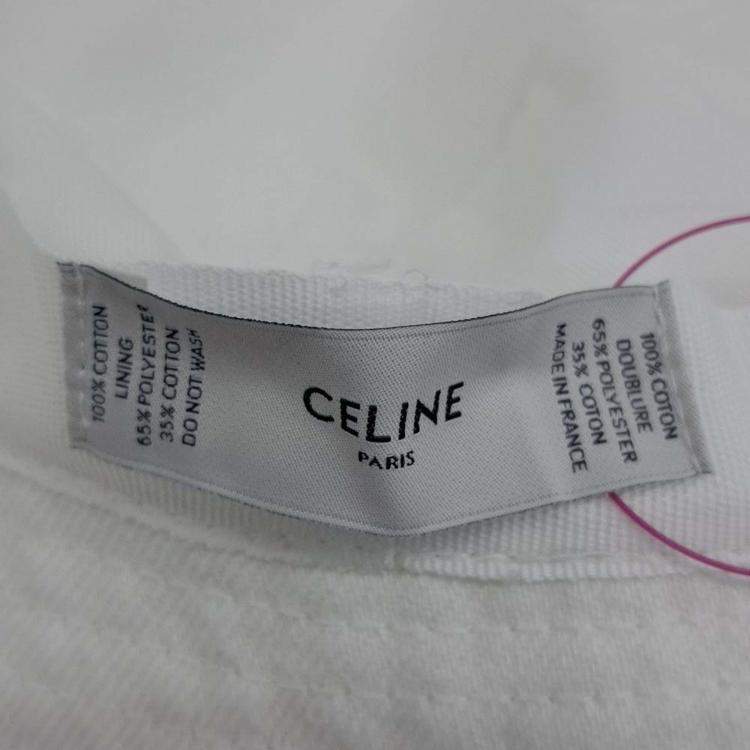 100% COTTON
LINING
65% POLYESTER
35% COTTON
DO NOT WASH
CELINE
PARIS
100% COTON
DOUBLURE
65% POLYESTER
35% COTON
MADE IN FRANCE